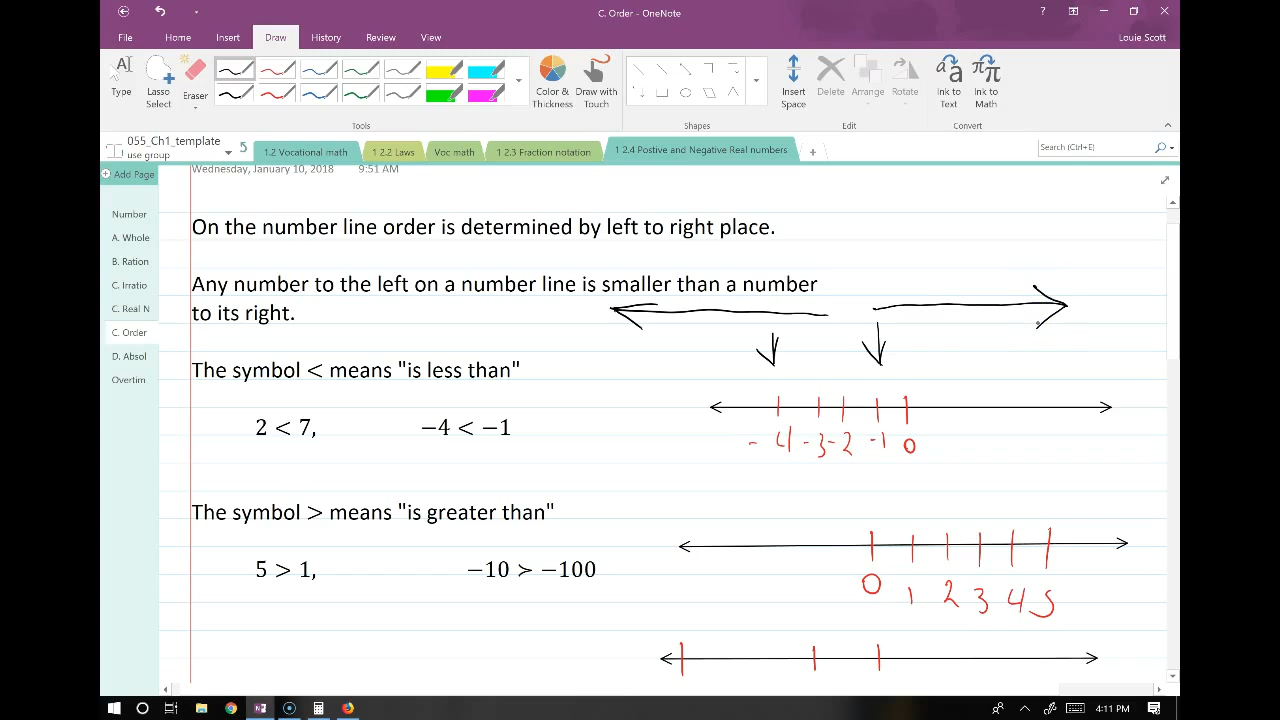 C. Order - OneNote
?
File Home Insert Draw History Review View
Louie Scott
Type
Lasso Select
Eraser
Color & Thickness
Draw with Touch
Insert Space
Delete
Arrange
Rotate
Ink to Text
Ink to Math
Tools Shapes Edit Convert
055_Ch1_template
use group
1.2 Vocational math
1 2.2 Laws
Voc math
1 2.3 Fraction notation
1 2.4 Postive and Negative Real numbers
Search (Ctrl+E)
Add Page
Number
A. Whole
B. Ration
C. Irratio
C. Real N
C. Order
D. Absol
Overtim
Wednesday, January 10, 2018 9:51 AM
On the number line order is determined by left to right place.
Any number to the left on a number line is smaller than a number
to its right.
The symbol < means "is less than"
2 < 7, −4 < −1
-4 -3 -2 -1 0
The symbol > means "is greater than"
5 > 1, −10 > −100
0 1 2 3 4 5
4:11 PM